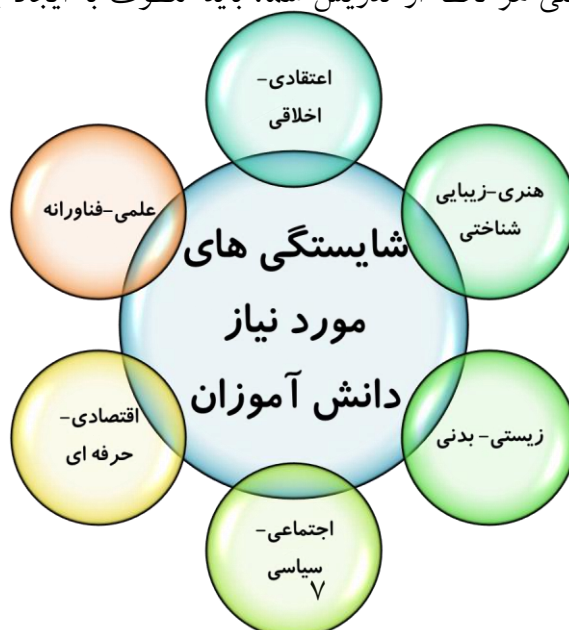 اعتقادی-
اخلاقی
هنری-زیبایی
شناختی
علمی-فناورانه
شایستگی های
مورد نیاز
دانش آموزان
زیستی- بدنی
اقتصادی-
حرفه ای
اجتماعی-
سیاسی
۷